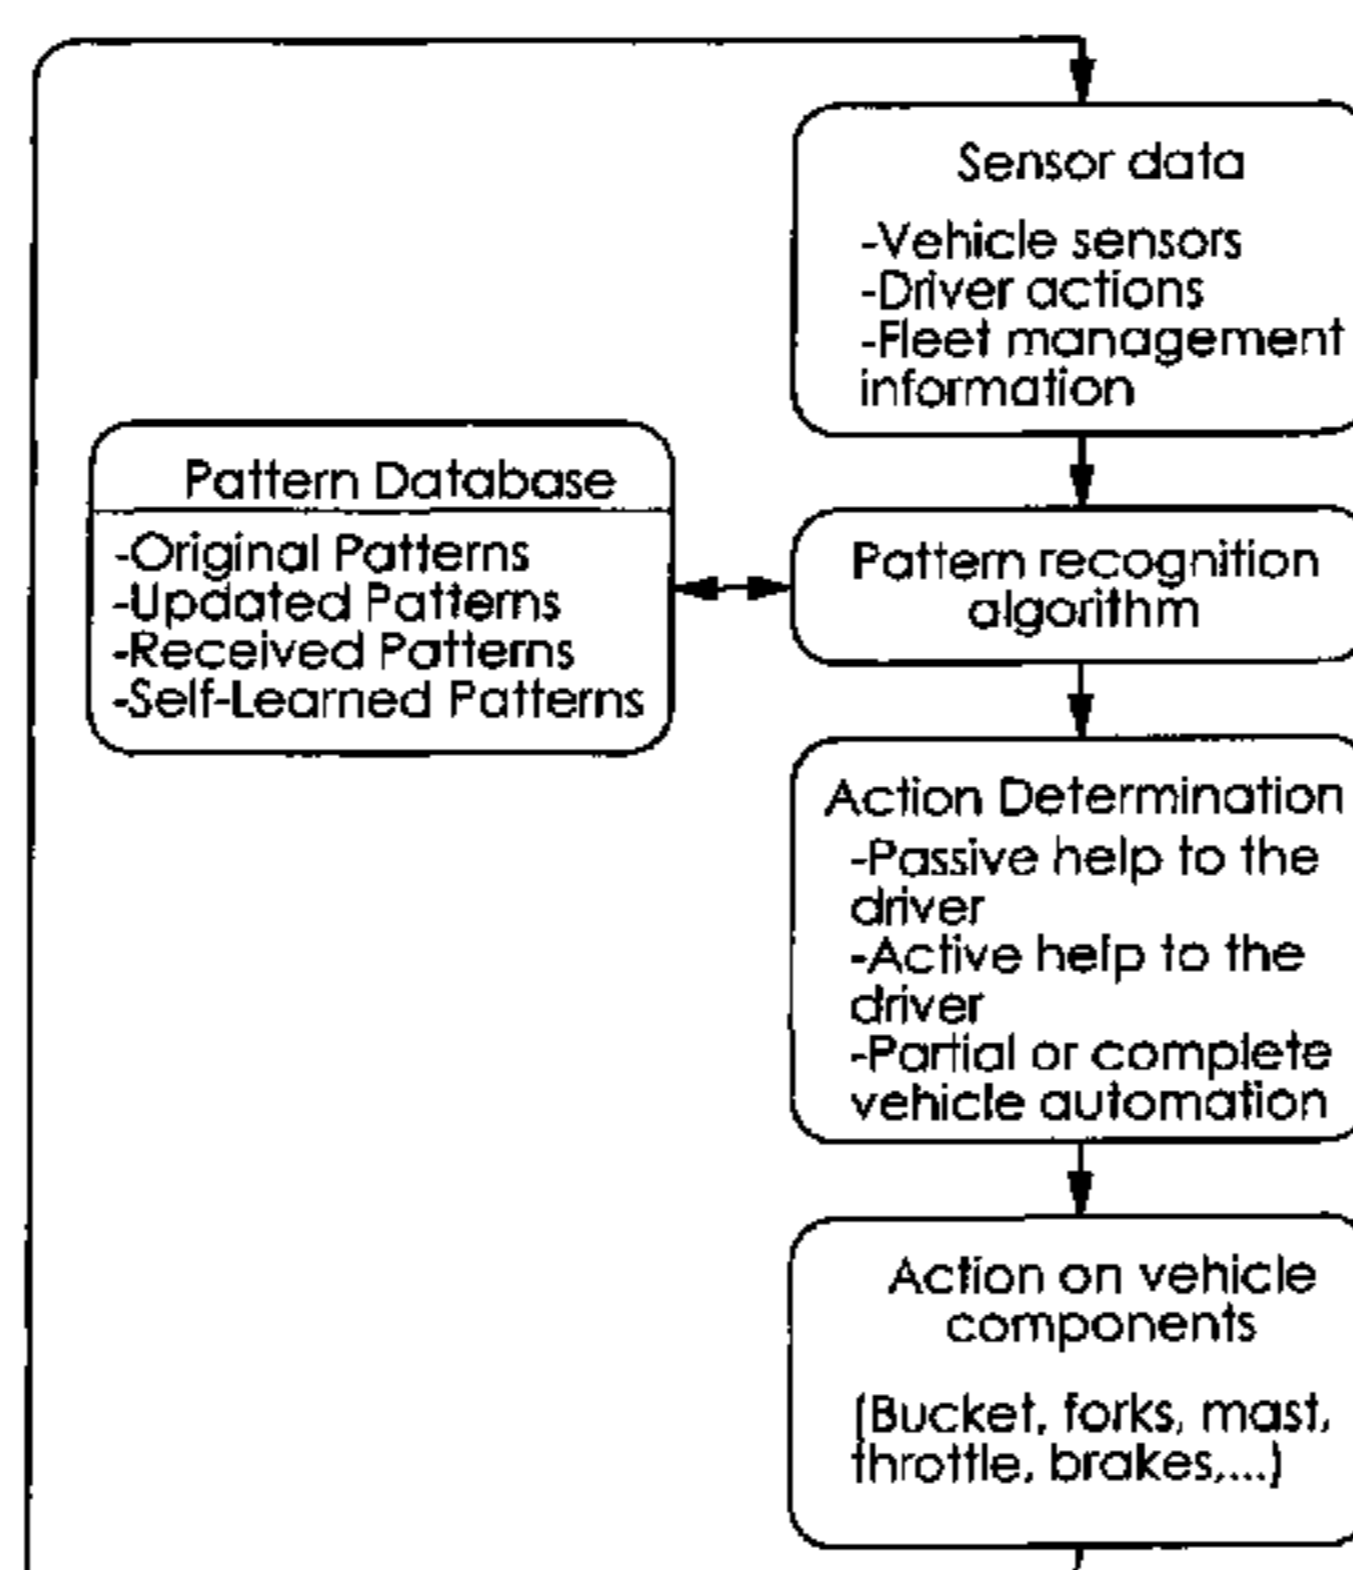 Sensor data
-Vehicle sensors
-Driver actions
-Fleet management
information
Pattern Database
-Original Patterns
-Updated Patterns
-Received Patterns
-Self-Learned Patterns
Pattern recognition
algorithm
Action Determination
-Passive help to the
driver
-Active help to the
driver
-Partial or complete
vehicle automation
Action on vehicle
components
(Bucket, forks, mast,
throttle, brakes,...)